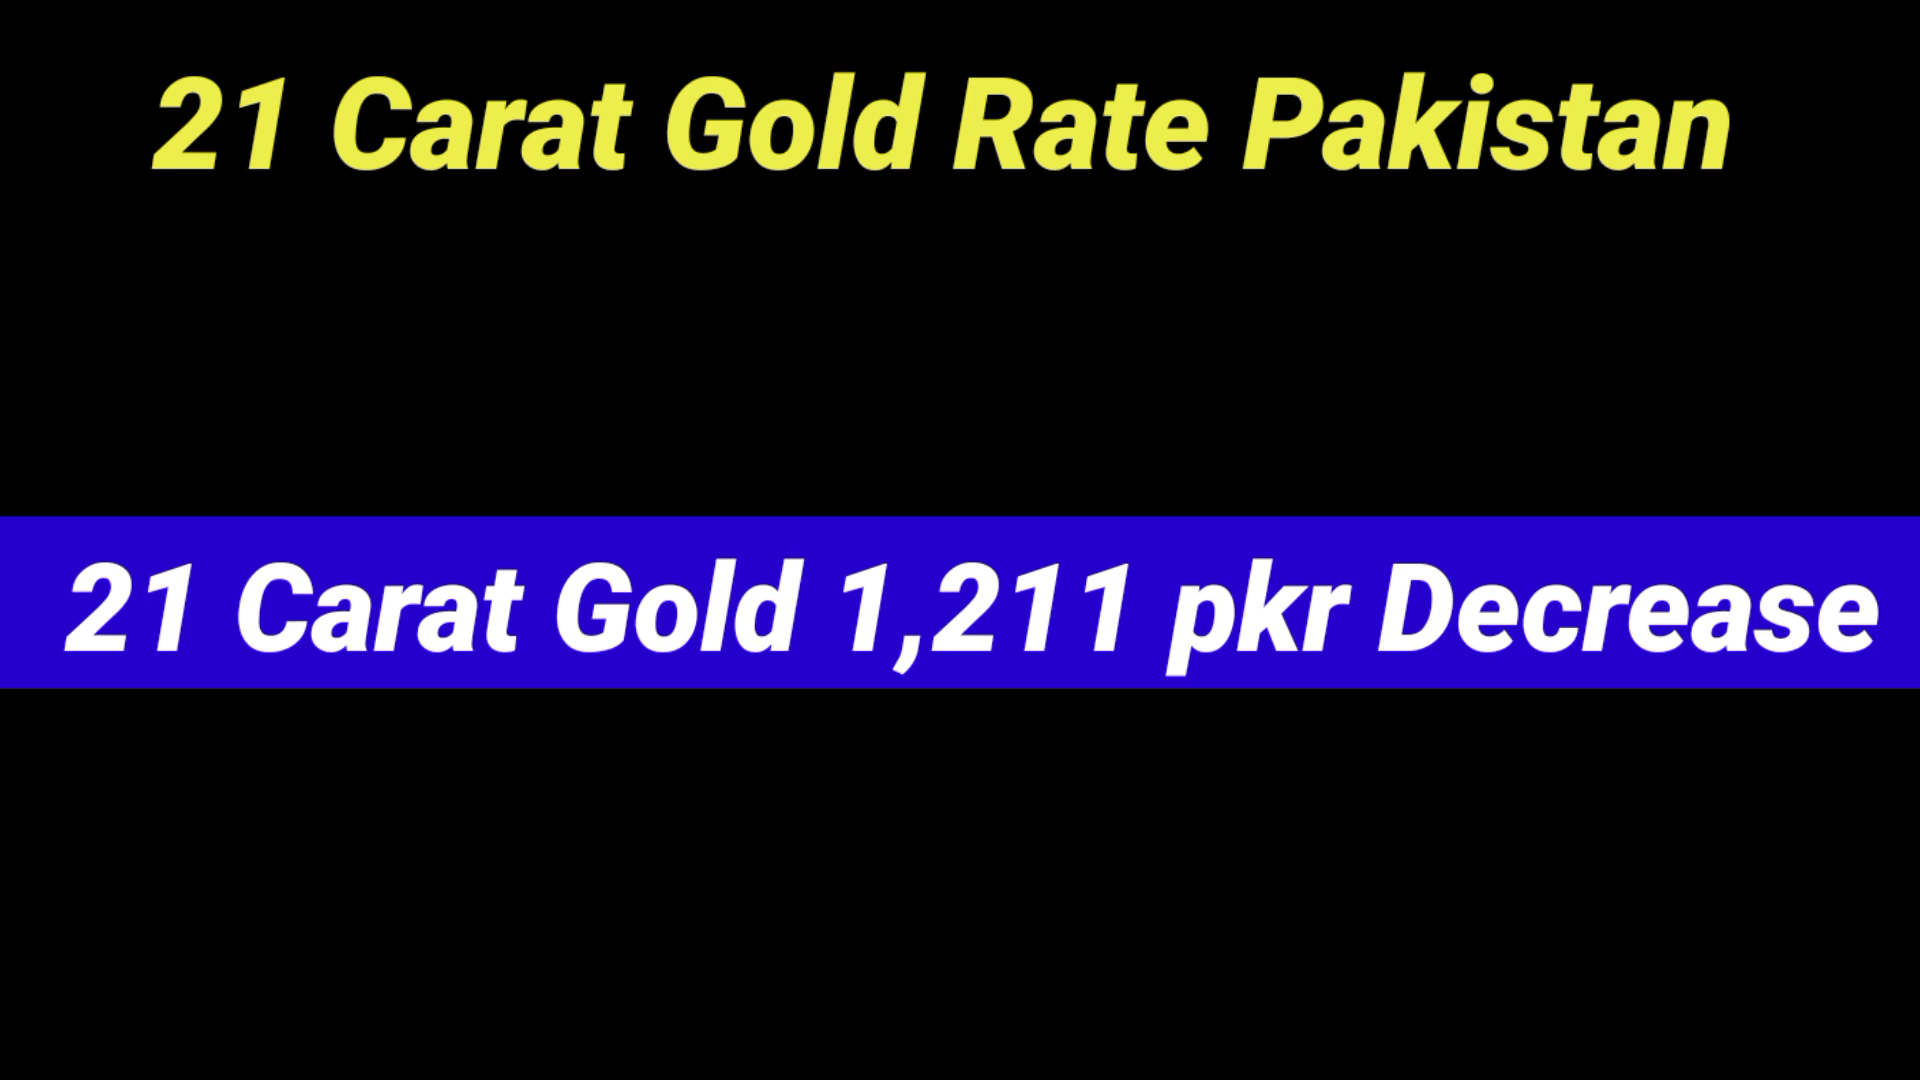 21 Carat Gold Rate Pakistan
21 Carat Gold 1,211 pkr Decrease